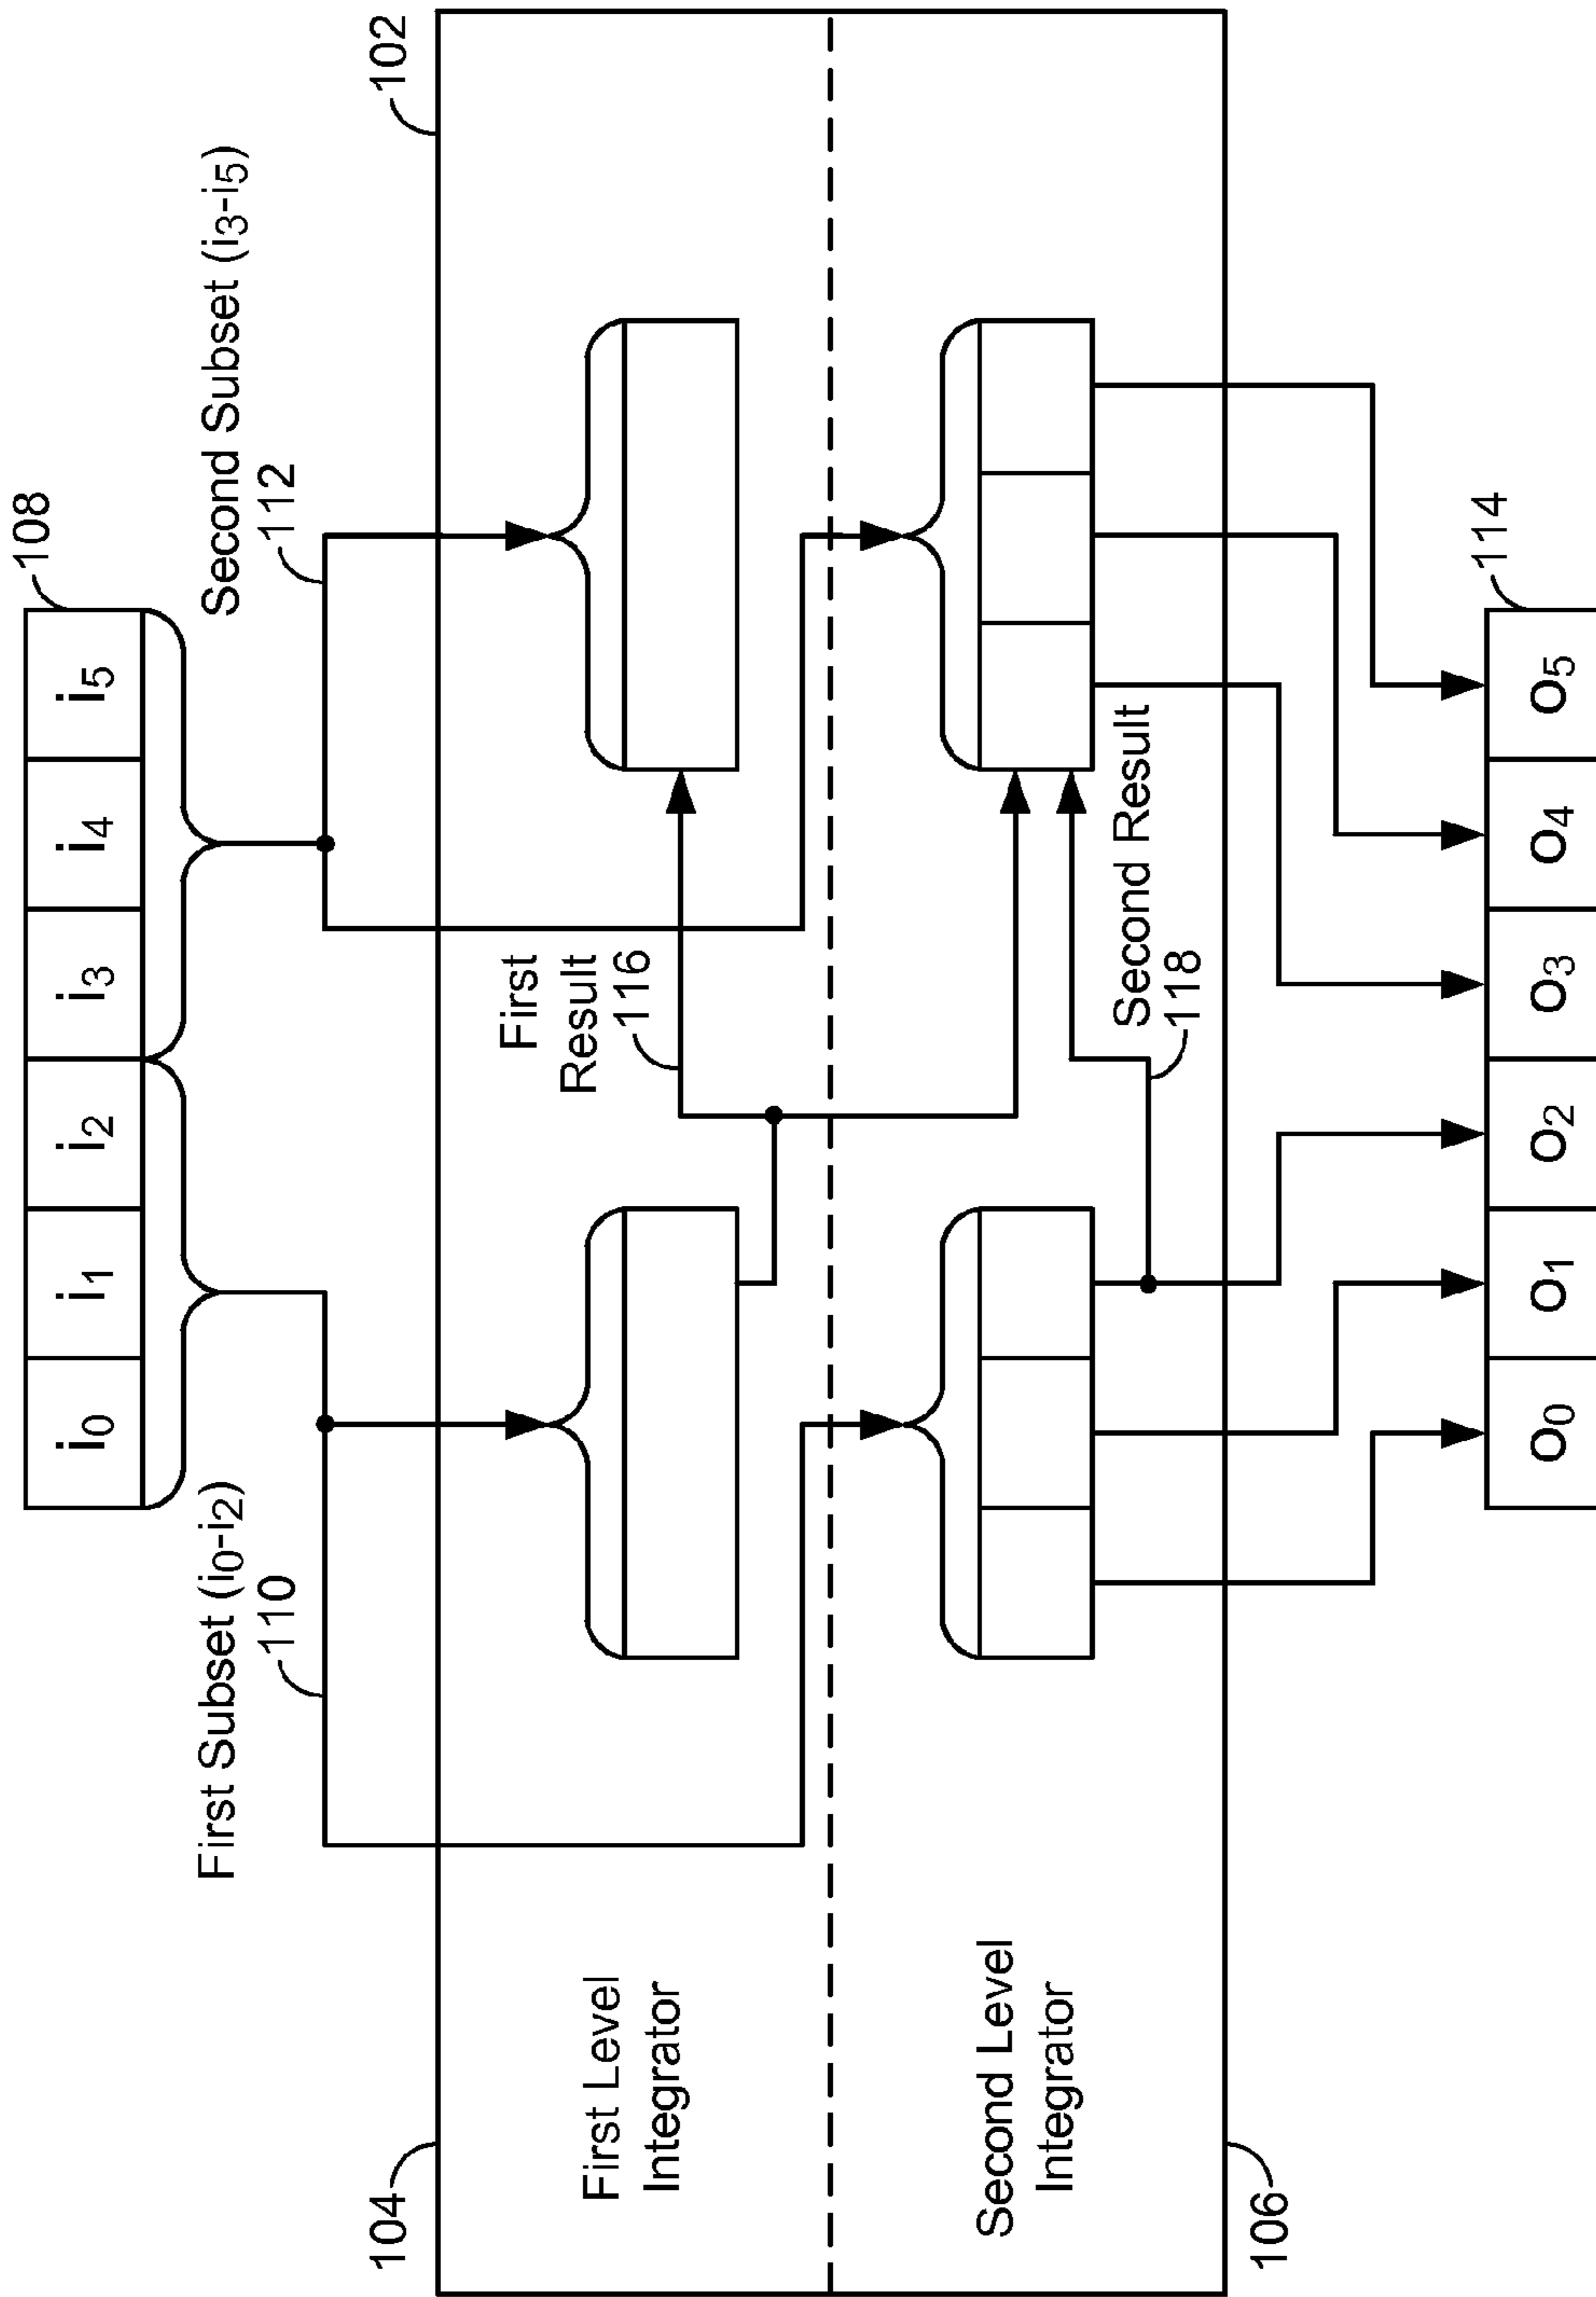 108
i0 i1 i2 i3 i4 i5
First Subset (i0-i2)
110
Second Subset (i3-i5)
112
102
104
First Level
Integrator
First
Result
116
Second Level
Integrator
Second Result
118
106
114
o0 o1 o2 o3 o4 o5